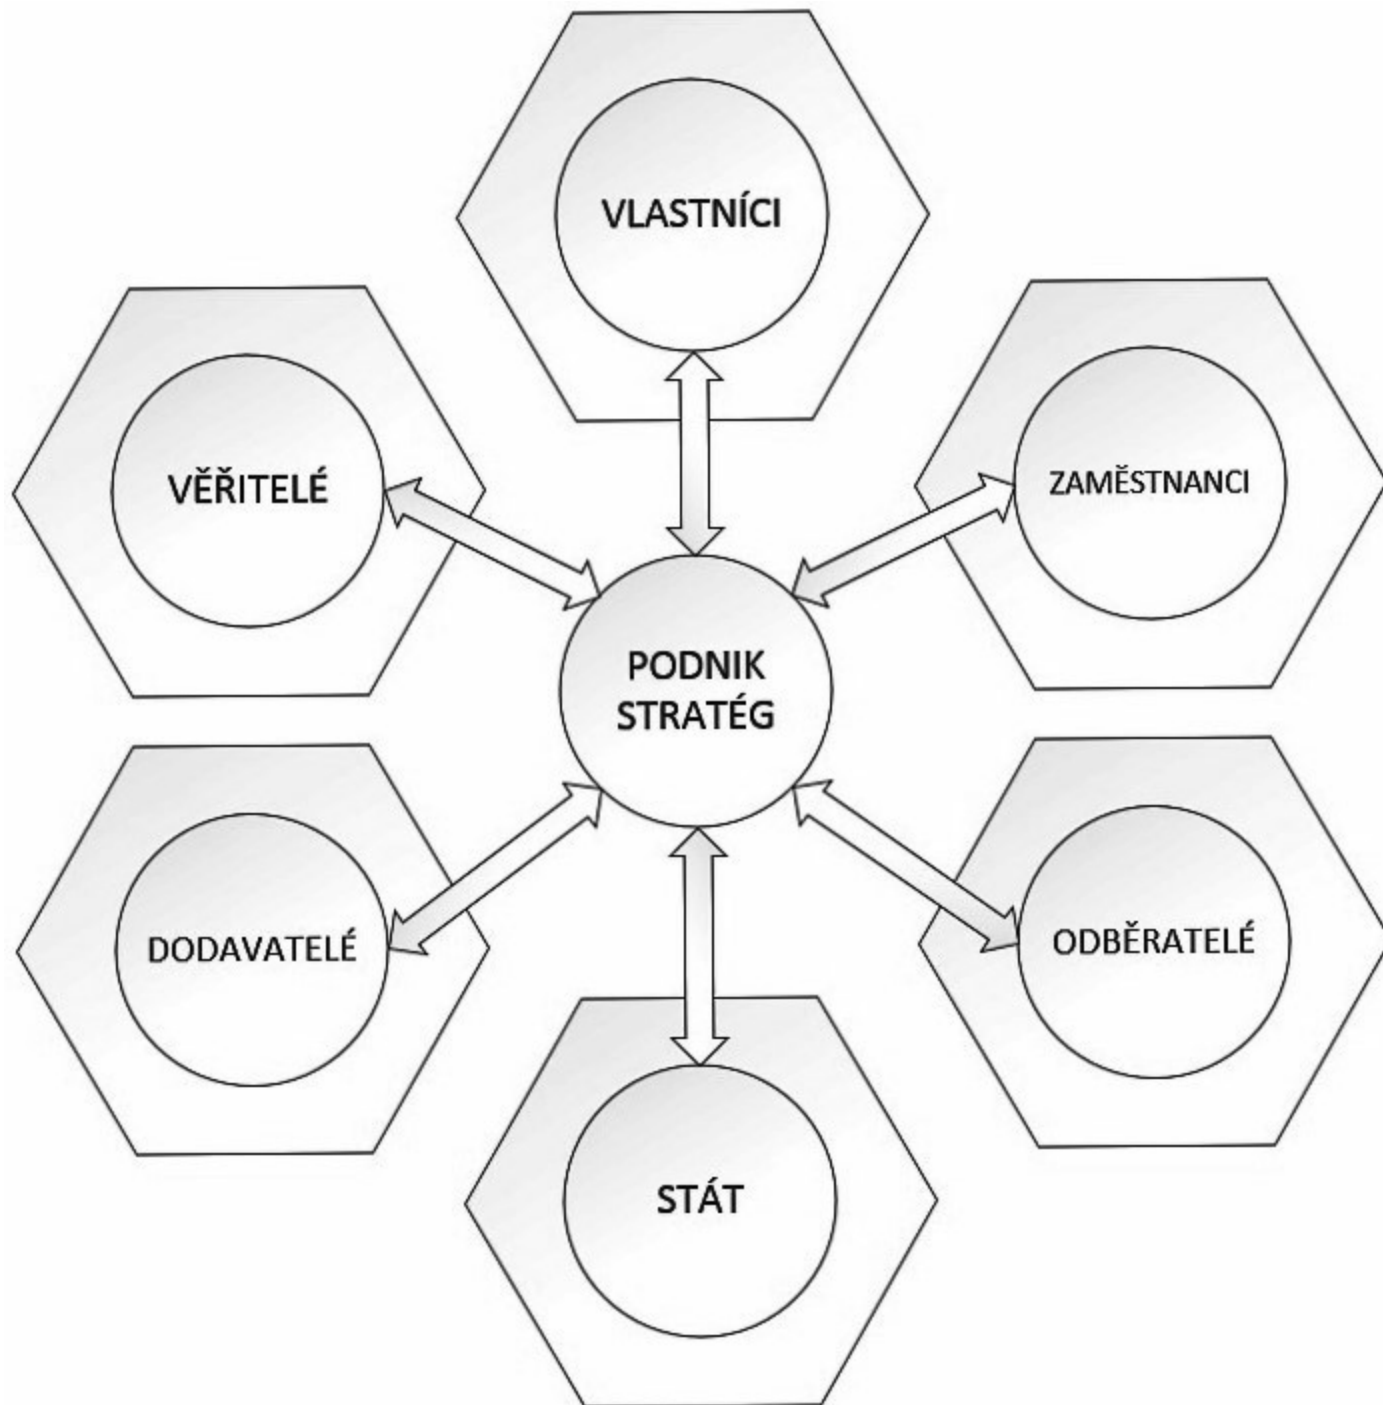 VLASTNÍCI
VĚŘITELÉ
ZAMĚSTNANCI
PODNIK
STRATÉG
DODAVATELÉ
ODBĚRATELÉ
STÁT